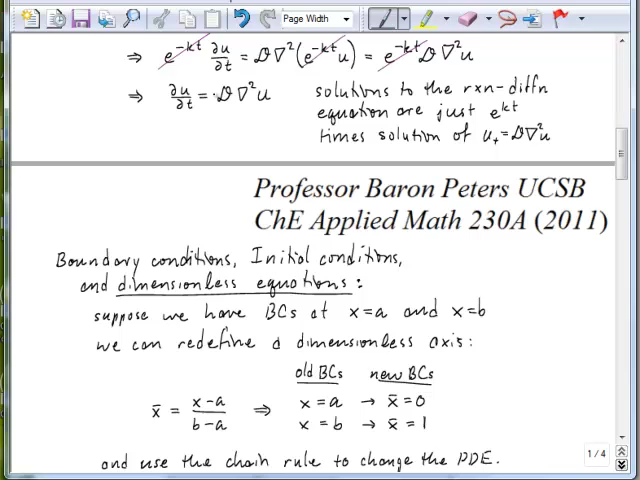 Page Width
⇒ e^-kt ∂u/∂t = 𝒟∇²(e^-kt u) = e^-kt 𝒟∇²u
⇒ ∂u/∂t = 𝒟∇²u
solutions to the rxn-diffn
equation are just e^kt
times solution of u_t=𝒟∇²u
Professor Baron Peters UCSB
ChE Applied Math 230A (2011)
Boundary conditions, Initial conditions,
and dimensionless equations:
suppose we have BCs at x=a and x=b
we can redefine a dimensionless axis:
old BCs new BCs
x̄ = (x-a)/(b-a) ⇒ x=a → x̄=0
x=b → x̄=1
and use the chain rule to change the PDE.
1/4